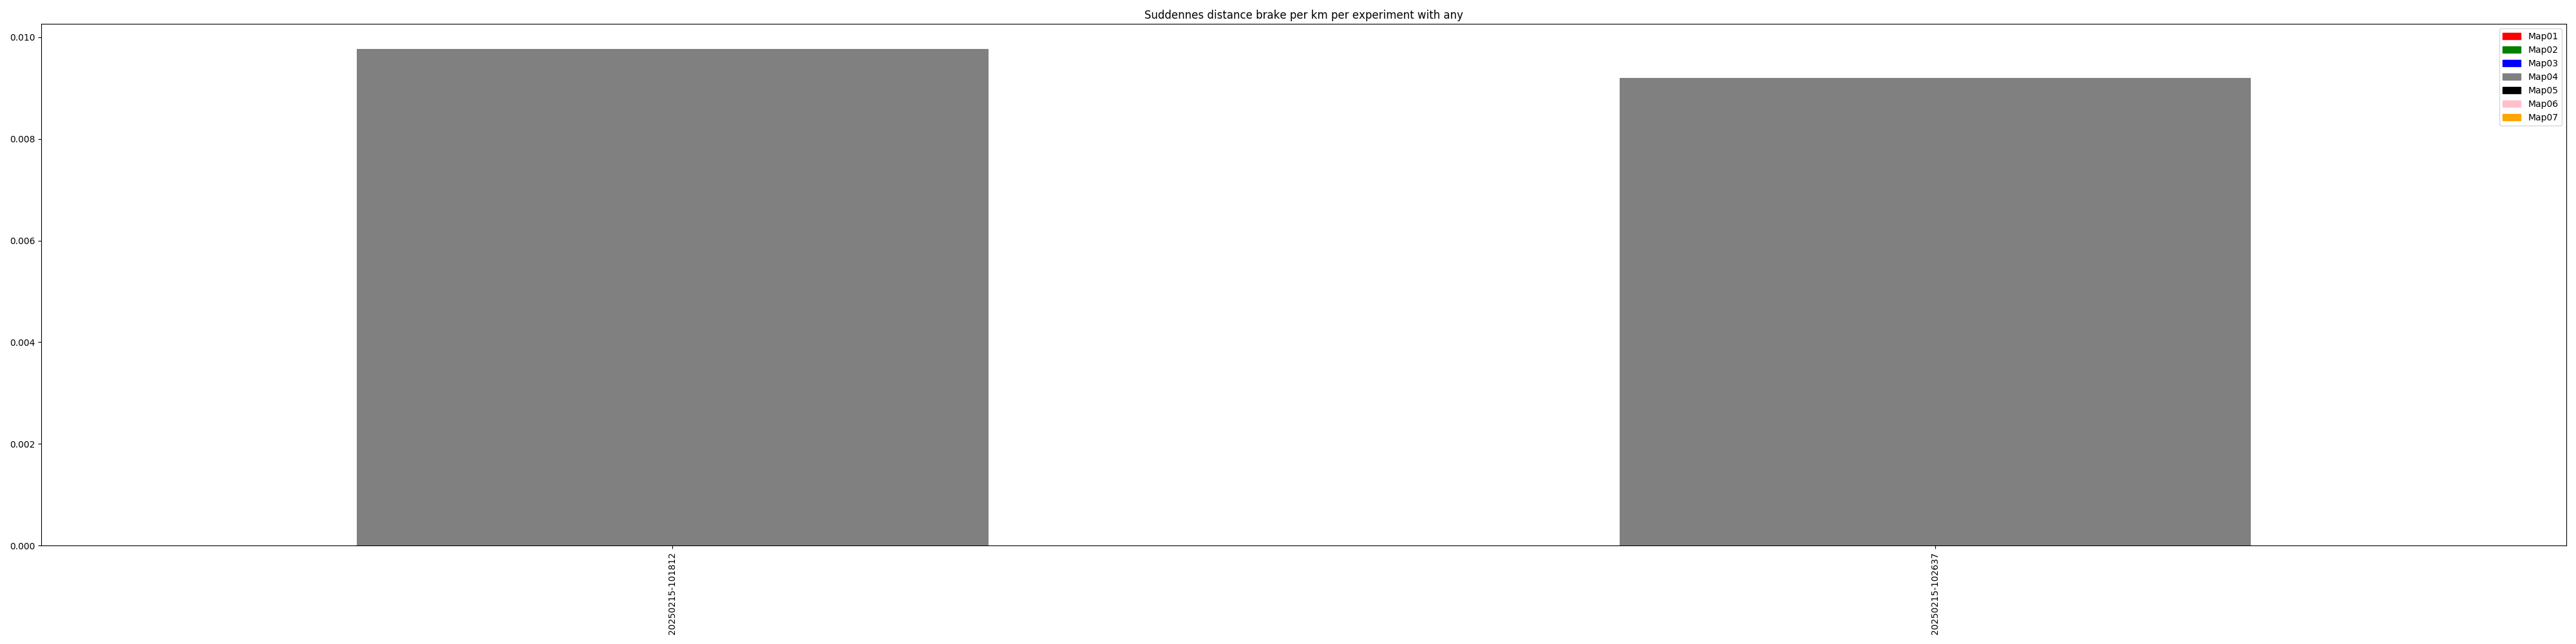 Suddennes distance brake per km per experiment with any
0.010
0.008
0.006
0.004
0.002
0.000
Map01
Map02
Map03
Map04
Map05
Map06
Map07
20250215-101812
20250215-102637